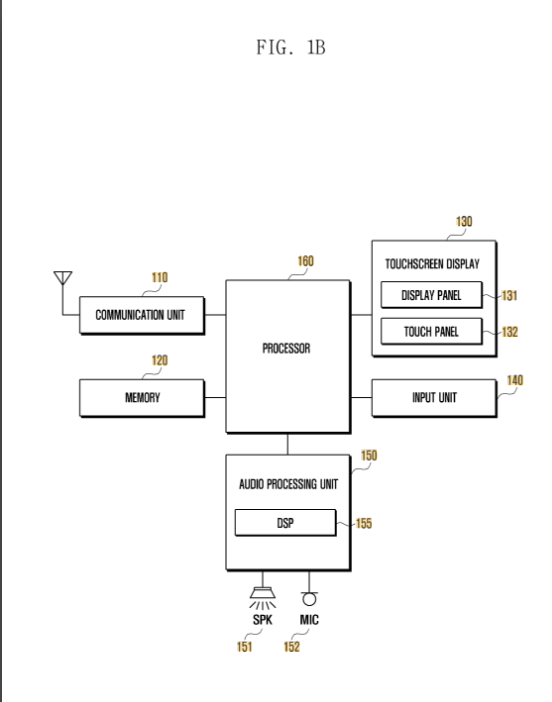 FIG. 1B
130
160
TOUCHSCREEN DISPLAY
110
DISPLAY PANEL
131
COMMUNICATION UNIT
TOUCH PANEL
132
PROCESSOR
120
140
MEMORY
INPUT UNIT
150
AUDIO PROCESSING UNIT
DSP
155
SPK
MIC
151
152